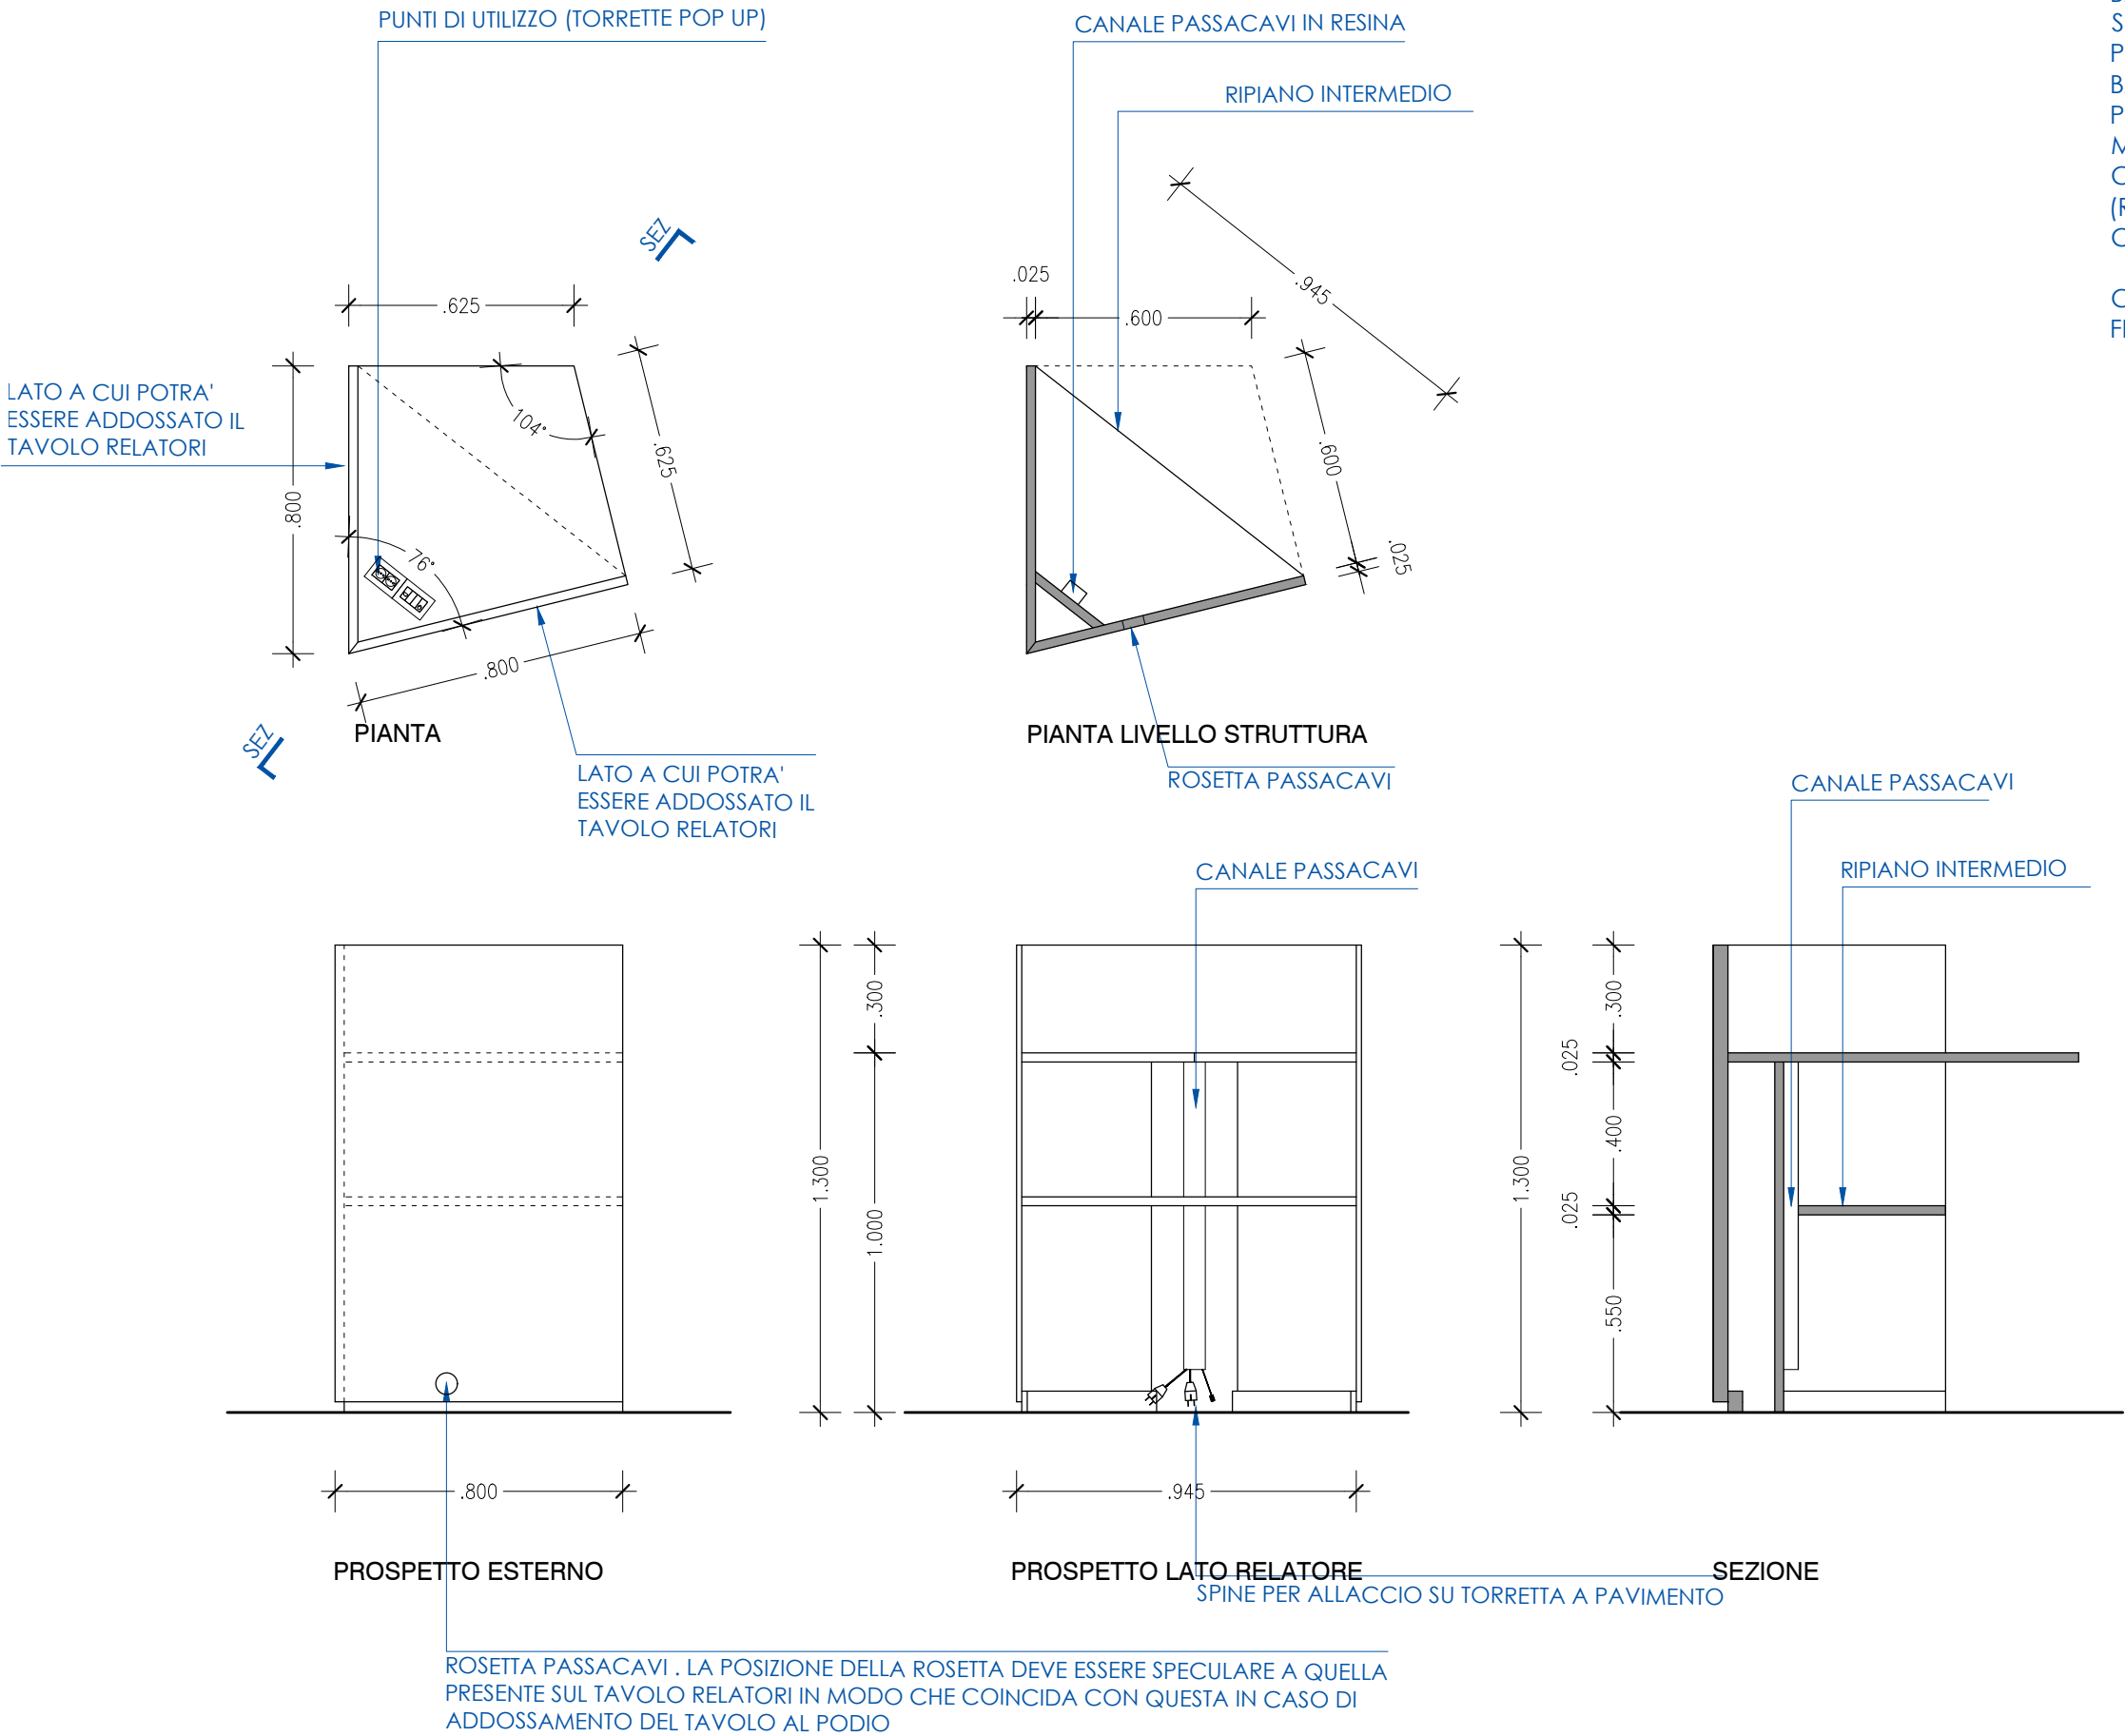 PUNTI DI UTILIZZO (TORRETTE POP UP)
CANALE PASSACAVI IN RESINA
RIPIANO INTERMEDIO
S
P
B
P
(R
SEZ
.025
.945
.625
.600
LATO A CUI POTRA'
ESSERE ADDOSSATO IL
TAVOLO RELATORI
104°
.625
.600
.800
76°
.025
.800
SEZ
PIANTA
PIANTA LIVELLO STRUTTURA
LATO A CUI POTRA'
ESSERE ADDOSSATO IL
TAVOLO RELATORI
ROSETTA PASSACAVI
CANALE PASSACAVI
CANALE PASSACAVI
RIPIANO INTERMEDIO
.300
.300
.025
.400
1.300
1.000
1.300
.025
.550
.800
.945
PROSPETTO ESTERNO
PROSPETTO LATO RELATORE
SEZIONE
SPINE PER ALLACCIO SU TORRETTA A PAVIMENTO
ROSETTA PASSACAVI . LA POSIZIONE DELLA ROSETTA DEVE ESSERE SPECULARE A QUELLA
PRESENTE SUL TAVOLO RELATORI IN MODO CHE COINCIDA CON QUESTA IN CASO DI
ADDOSSAMENTO DEL TAVOLO AL PODIO